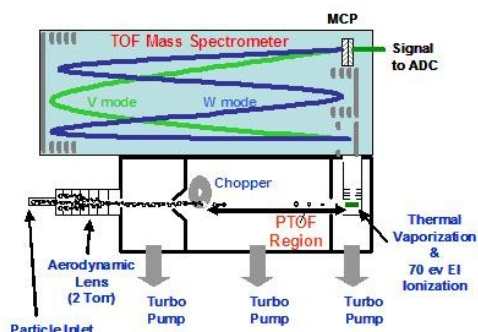 MCP
TOF Mass Spectrometer
Signal
to ADC
V mode
W mode
Chopper
PTOF
Region
Thermal
Vaporization
&
70 ev EI
Ionization
Aerodynamic
Lens
(2 Torr)
Turbo
Pump
Turbo
Pump
Turbo
Pump
Particle Inlet